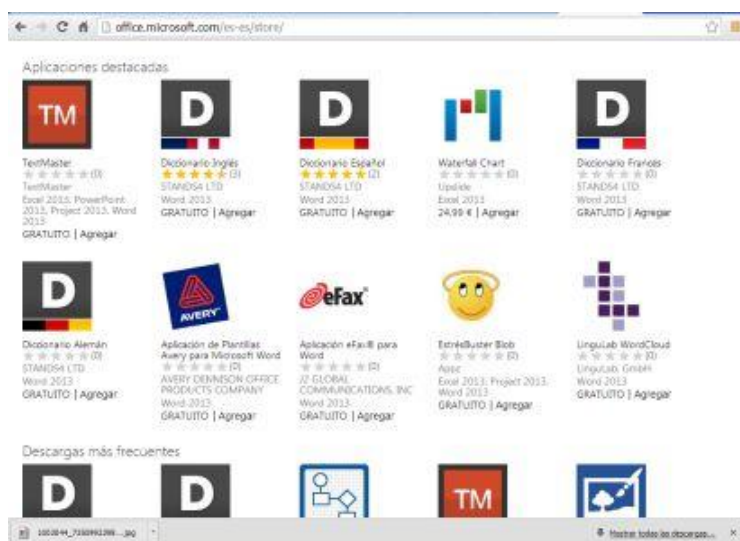 office.microsoft.com/es-es/store/
Aplicaciones destacadas
TM
D
D
D
TextMaster
(0)
TextMaster
Excel 2013, PowerPoint
2013, Project 2013, Word
2013
GRATUITO | Agregar
Diccionario Inglés
(3)
STANDS4 LTD
Word 2013
GRATUITO | Agregar
Diccionario Español
(2)
STANDS4 LTD
Word 2013
GRATUITO | Agregar
Waterfall Chart
(0)
Upslide
Excel 2013
24,99 € | Agregar
Diccionario Francés
(0)
STANDS4 LTD
Word 2013
GRATUITO | Agregar
D
AVERY
eFax
Diccionario Alemán
(0)
STANDS4 LTD
Word 2013
GRATUITO | Agregar
Aplicación de Plantillas
Avery para Microsoft Word
(0)
AVERY DENNISON OFFICE
PRODUCTS COMPANY
Word 2013
GRATUITO | Agregar
Aplicación eFax® para
Word
(0)
J2 GLOBAL
COMMUNICATIONS, INC
Word 2013
GRATUITO | Agregar
EstrésBuster Blob
(0)
Excel 2013, Project 2013,
Word 2013
GRATUITO | Agregar
LinguLab WordCloud
(0)
LinguLab GmbH
Word 2013
GRATUITO | Agregar
Descargas más frecuentes
D
D
TM
Mostrar todas las descargas...